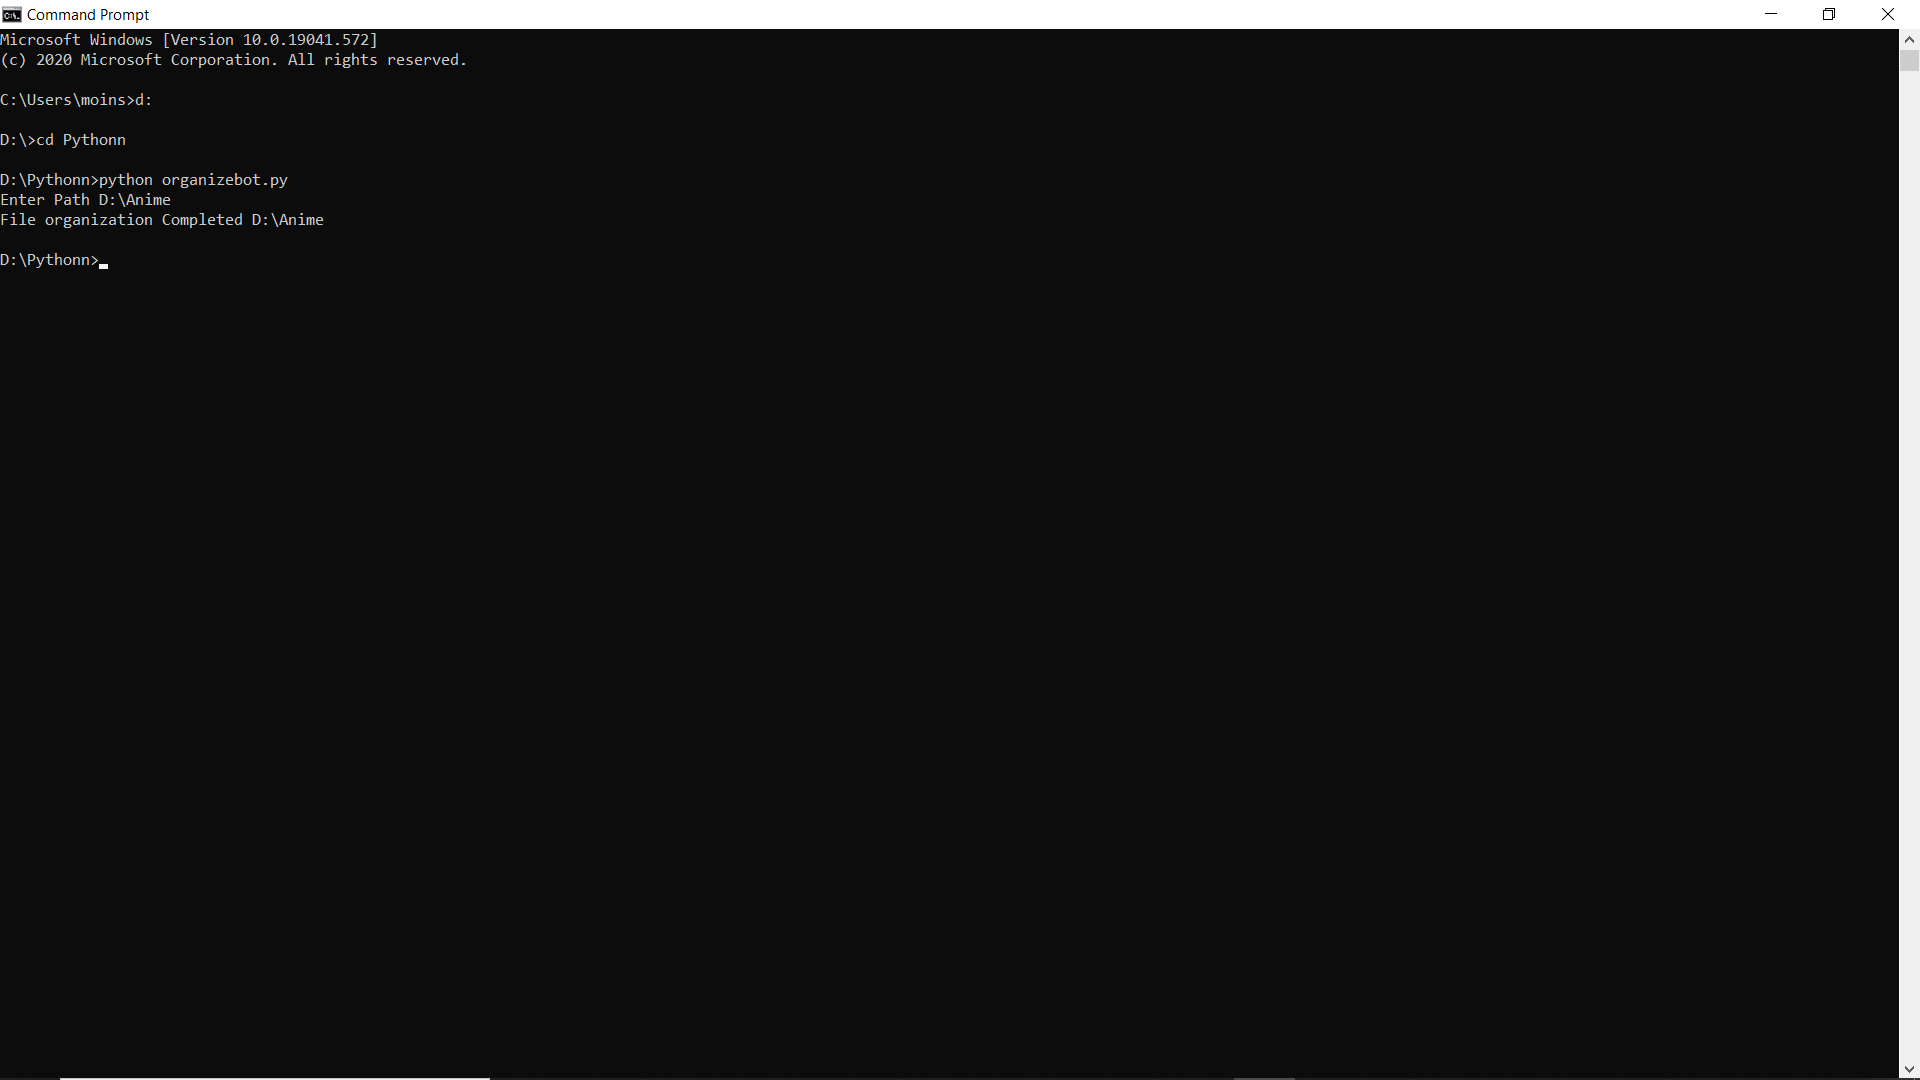 Command Prompt
Microsoft Windows [Version 10.0.19041.572]
(c) 2020 Microsoft Corporation. All rights reserved.
C:\Users\moins>d:
D:\>cd Pythonn
D:\Pythonn>python organizebot.py
Enter Path D:\Anime
File organization Completed D:\Anime
D:\Pythonn>